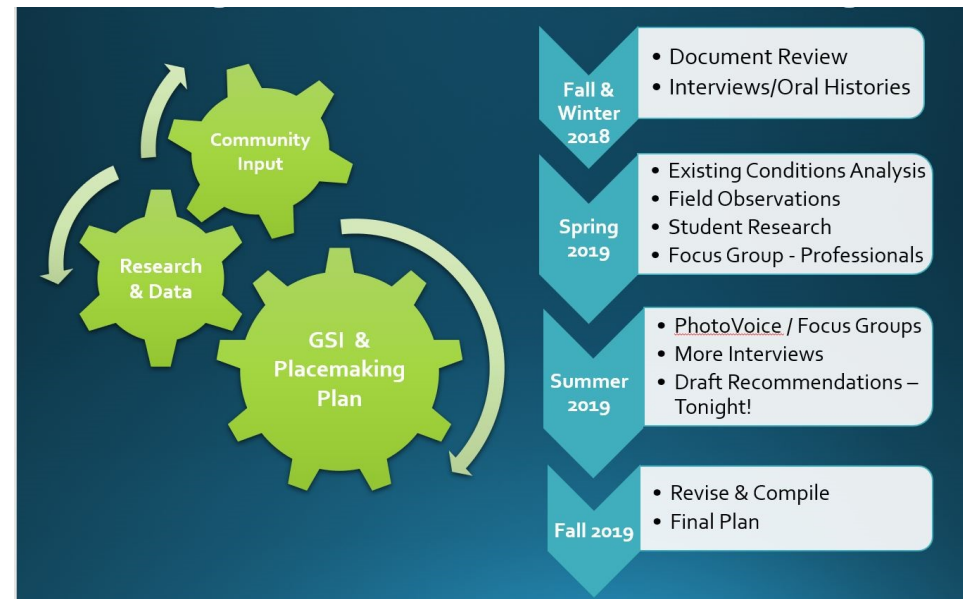 Community
Input
Research
& Data
GSI &
Placemaking
Plan
Fall &
Winter
2018
• Document Review
• Interviews/Oral Histories
Spring
2019
• Existing Conditions Analysis
• Field Observations
• Student Research
• Focus Group - Professionals
Summer
2019
• PhotoVoice / Focus Groups
• More Interviews
• Draft Recommendations –
Tonight!
Fall 2019
• Revise & Compile
• Final Plan